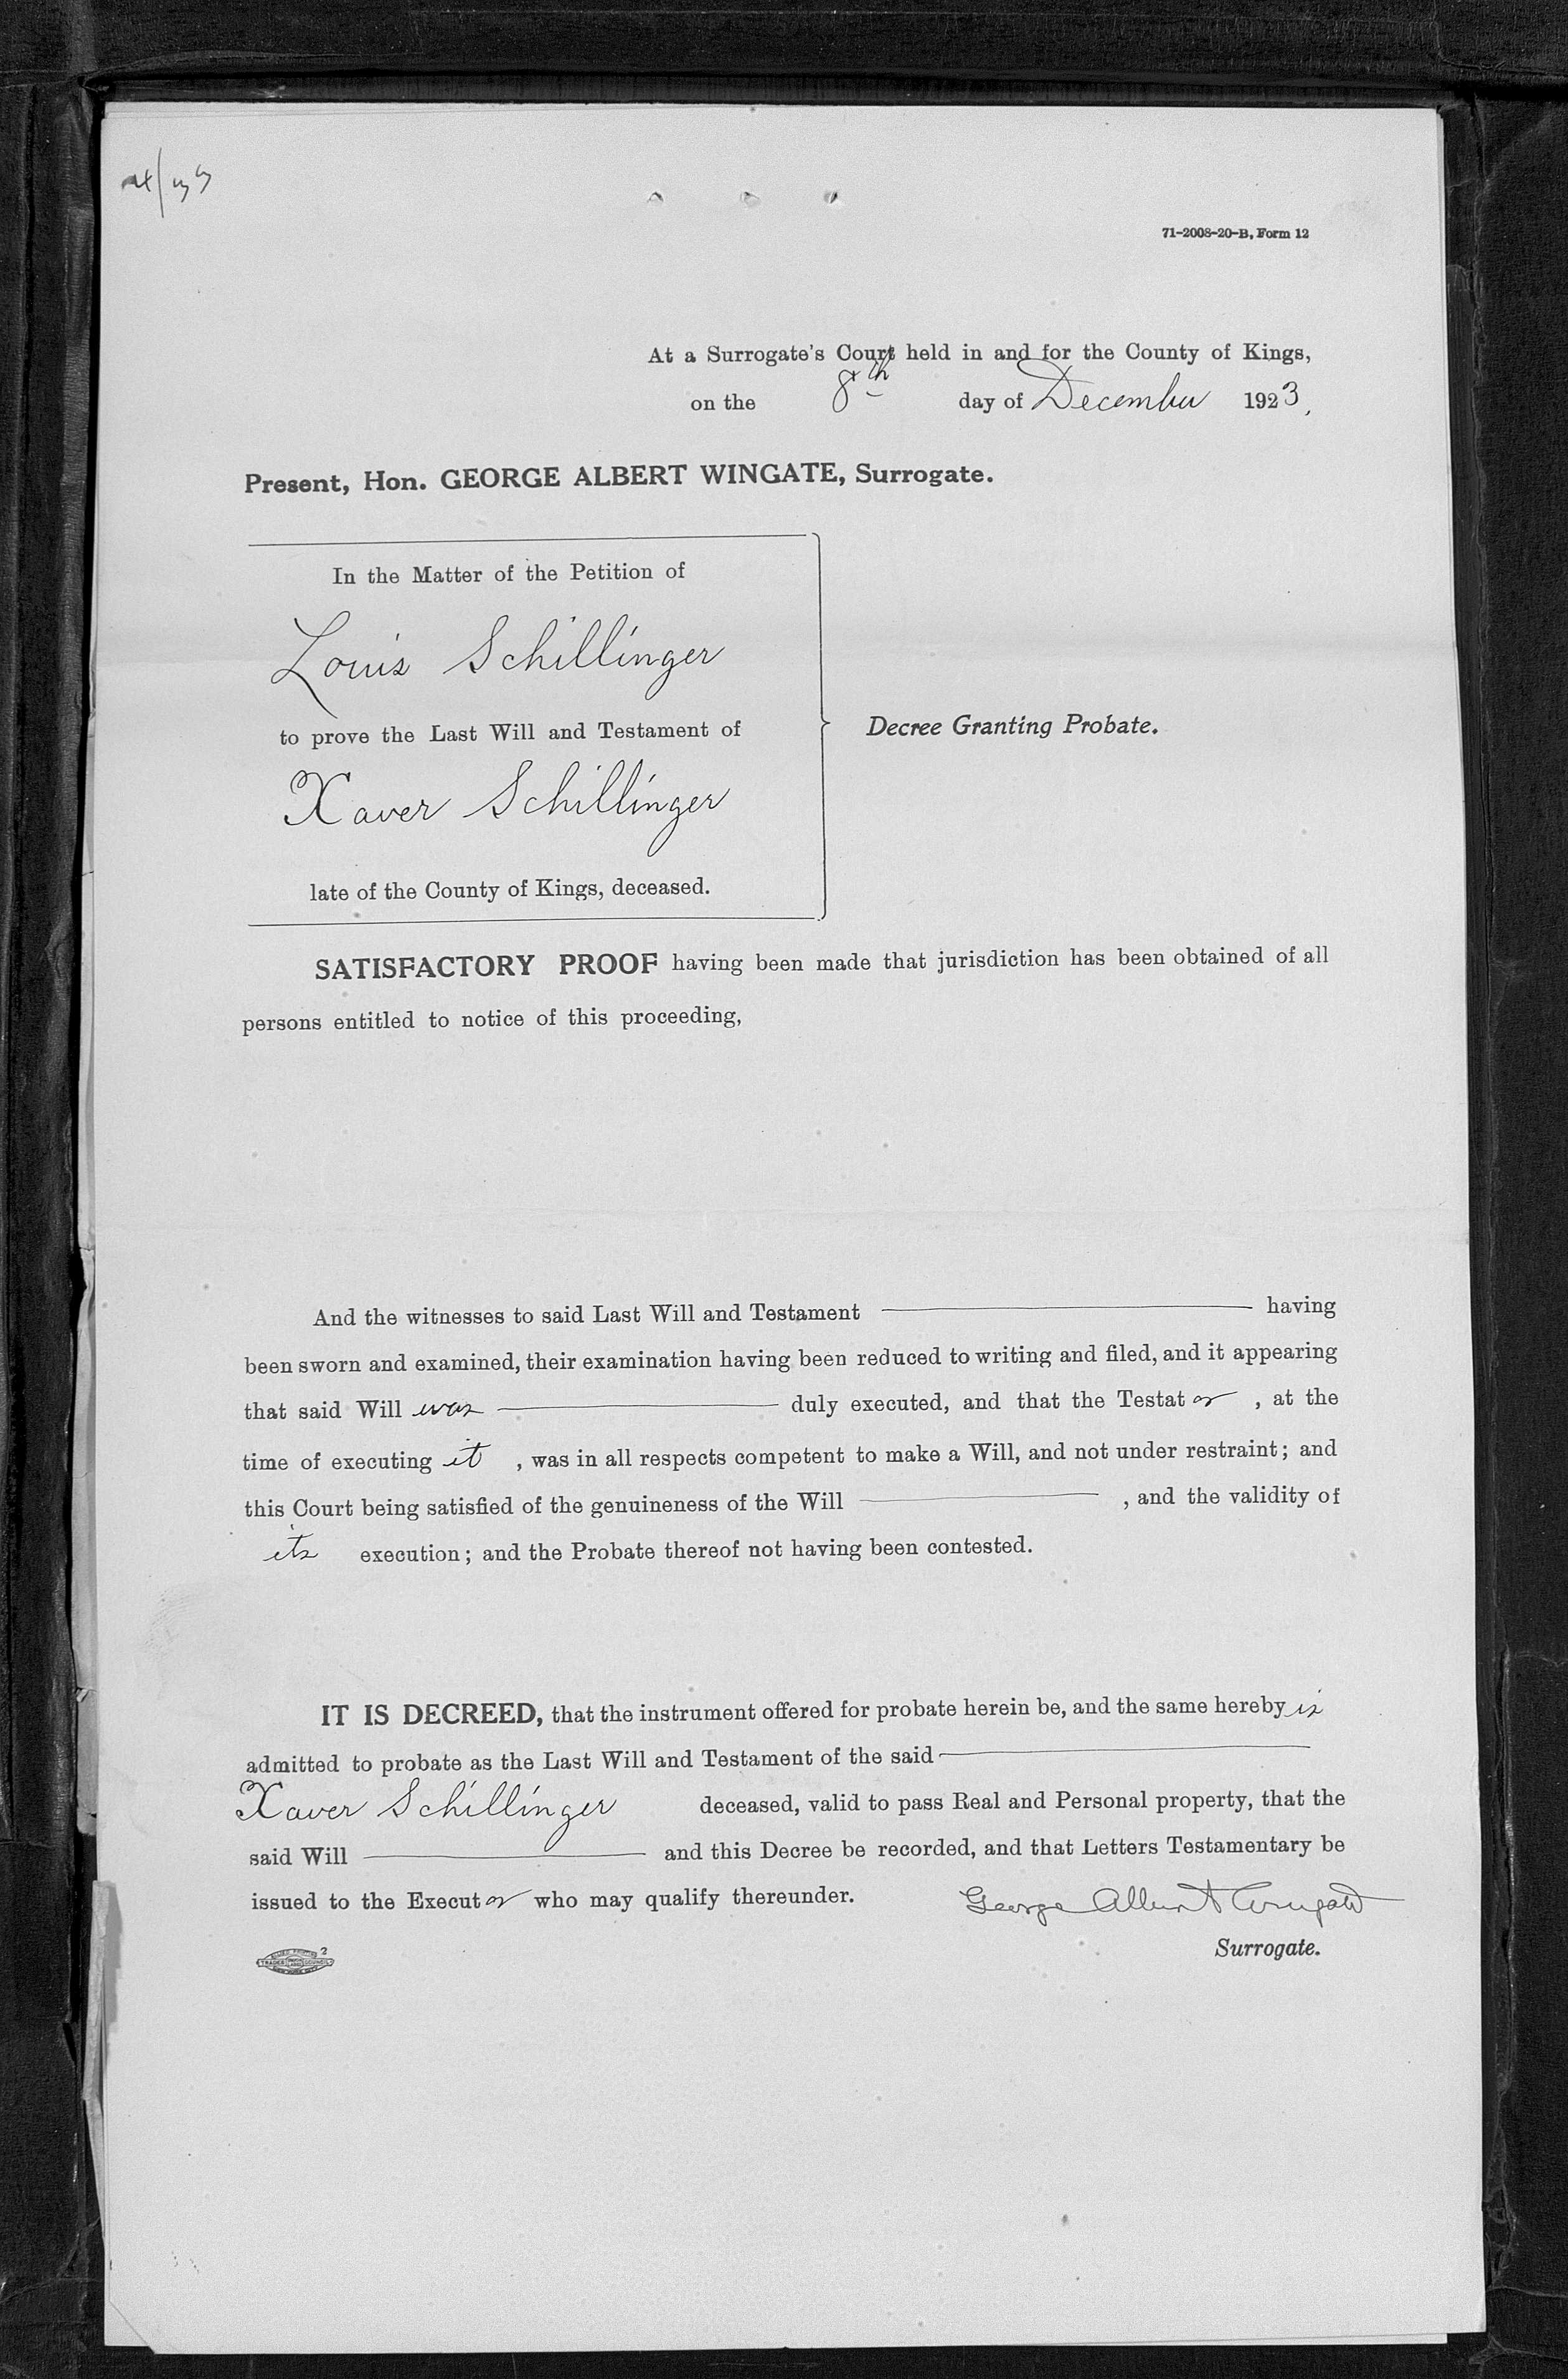 71-2008-20-B, Form 12
At a Surrogate's Court held in and for the County of Kings,
on the 8th day of December 1923,
Present, Hon. GEORGE ALBERT WINGATE, Surrogate.
In the Matter of the Petition of
Louis Schillinger
to prove the Last Will and Testament of
Xaver Schillinger
late of the County of Kings, deceased.
Decree Granting Probate.
SATISFACTORY PROOF having been made that jurisdiction has been obtained of all
persons entitled to notice of this proceeding,
And the witnesses to said Last Will and Testament having
been sworn and examined, their examination having been reduced to writing and filed, and it appearing
that said Will was duly executed, and that the Testator, at the
time of executing it, was in all respects competent to make a Will, and not under restraint; and
this Court being satisfied of the genuineness of the Will, and the validity of
its execution; and the Probate thereof not having been contested.
IT IS DECREED, that the instrument offered for probate herein be, and the same hereby is
admitted to probate as the Last Will and Testament of the said
Xaver Schillinger deceased, valid to pass Real and Personal property, that the
said Will and this Decree be recorded, and that Letters Testamentary be
issued to the Executor who may qualify thereunder.
George Albert Wingate
Surrogate.